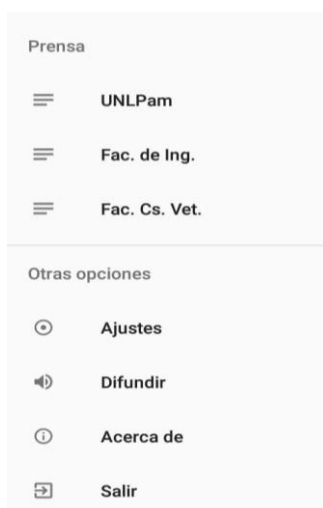 Prensa
UNLPam
Fac. de Ing.
Fac. Cs. Vet.
Otras opciones
Ajustes
Difundir
Acerca de
Salir